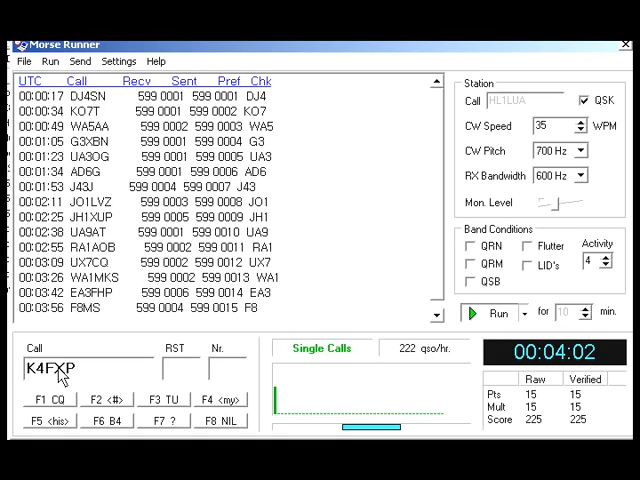 Morse Runner
File Run Send Settings Help
UTC Call Recv Sent Pref Chk
00:00:17 DJ4SN 599 0001 599 0001 DJ4
00:00:34 KO7T 599 0001 599 0002 KO7
00:00:49 WA5AA 599 0002 599 0003 WA5
00:01:05 G3XBN 599 0001 599 0004 G3
00:01:23 UA3OG 599 0002 599 0005 UA3
00:01:34 AD6G 599 0001 599 0006 AD6
00:01:53 J43J 599 0004 599 0007 J43
00:02:11 JO1LVZ 599 0003 599 0008 JO1
00:02:25 JH1XUP 599 0005 599 0009 JH1
00:02:38 UA9AT 599 0001 599 0010 UA9
00:02:55 RA1AOB 599 0002 599 0011 RA1
00:03:09 UX7CQ 599 0002 599 0012 UX7
00:03:26 WA1MKS 599 0002 599 0013 WA1
00:03:42 EA3FHP 599 0006 599 0014 EA3
00:03:56 F8MS 599 0004 599 0015 F8
Station
Call HL1LUA QSK
CW Speed 35 WPM
CW Pitch 700 Hz
RX Bandwidth 600 Hz
Mon. Level
Band Conditions
QRN Flutter Activity
QRM LID's 4
QSB
Run for 10 min.
Call RST Nr.
K4FXP
F1 CQ F2 <#> F3 TU F4 <my>
F5 <his> F6 B4 F7 ? F8 NIL
Single Calls 222 qso/hr.
00:04:02
Raw Verified
Pts 15 15
Mult 15 15
Score 225 225